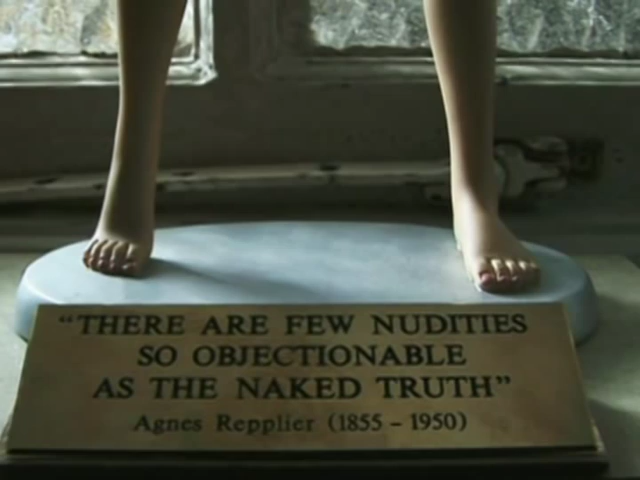 “THERE ARE FEW NUDITIES
SO OBJECTIONABLE
AS THE NAKED TRUTH”
Agnes Repplier (1855 – 1950)